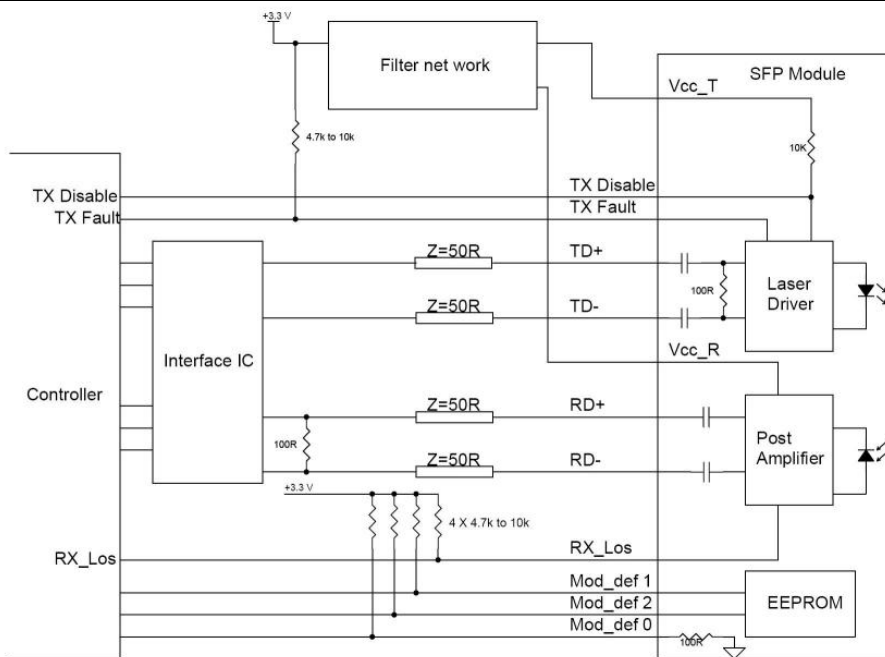 +3.3 V
Filter net work
SFP Module
Vcc_T
4.7k to 10k
10K
TX Disable
TX Disable
TX Fault
TX Fault
Z=50R
TD+
100R
Laser
Driver
Z=50R
TD-
Interface IC
Vcc_R
Controller
Z=50R
RD+
100R
Post
Amplifier
Z=50R
RD-
+3.3 V
4 X 4.7k to 10k
RX_Los
RX_Los
Mod_def 1
Mod_def 2
EEPROM
Mod_def 0
100R